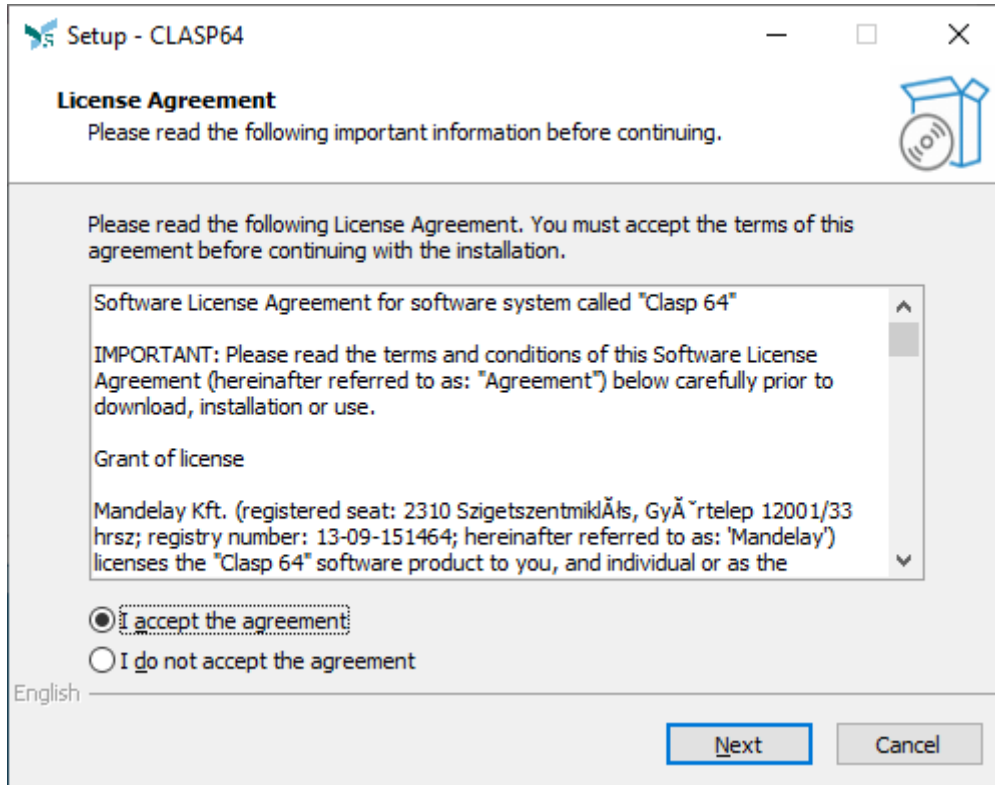 Setup - CLASP64
License Agreement
Please read the following important information before continuing.
Please read the following License Agreement. You must accept the terms of this
agreement before continuing with the installation.
Software License Agreement for software system called "Clasp 64"
IMPORTANT: Please read the terms and conditions of this Software License
Agreement (hereinafter referred to as: "Agreement") below carefully prior to
download, installation or use.
Grant of license
Mandelay Kft. (registered seat: 2310 SzigetszentmiklĂłs, GyĂˇrtelep 12001/33
hrsz; registry number: 13-09-151464; hereinafter referred to as: 'Mandelay')
licenses the "Clasp 64" software product to you, and individual or as the
I accept the agreement
I do not accept the agreement
English
Next
Cancel